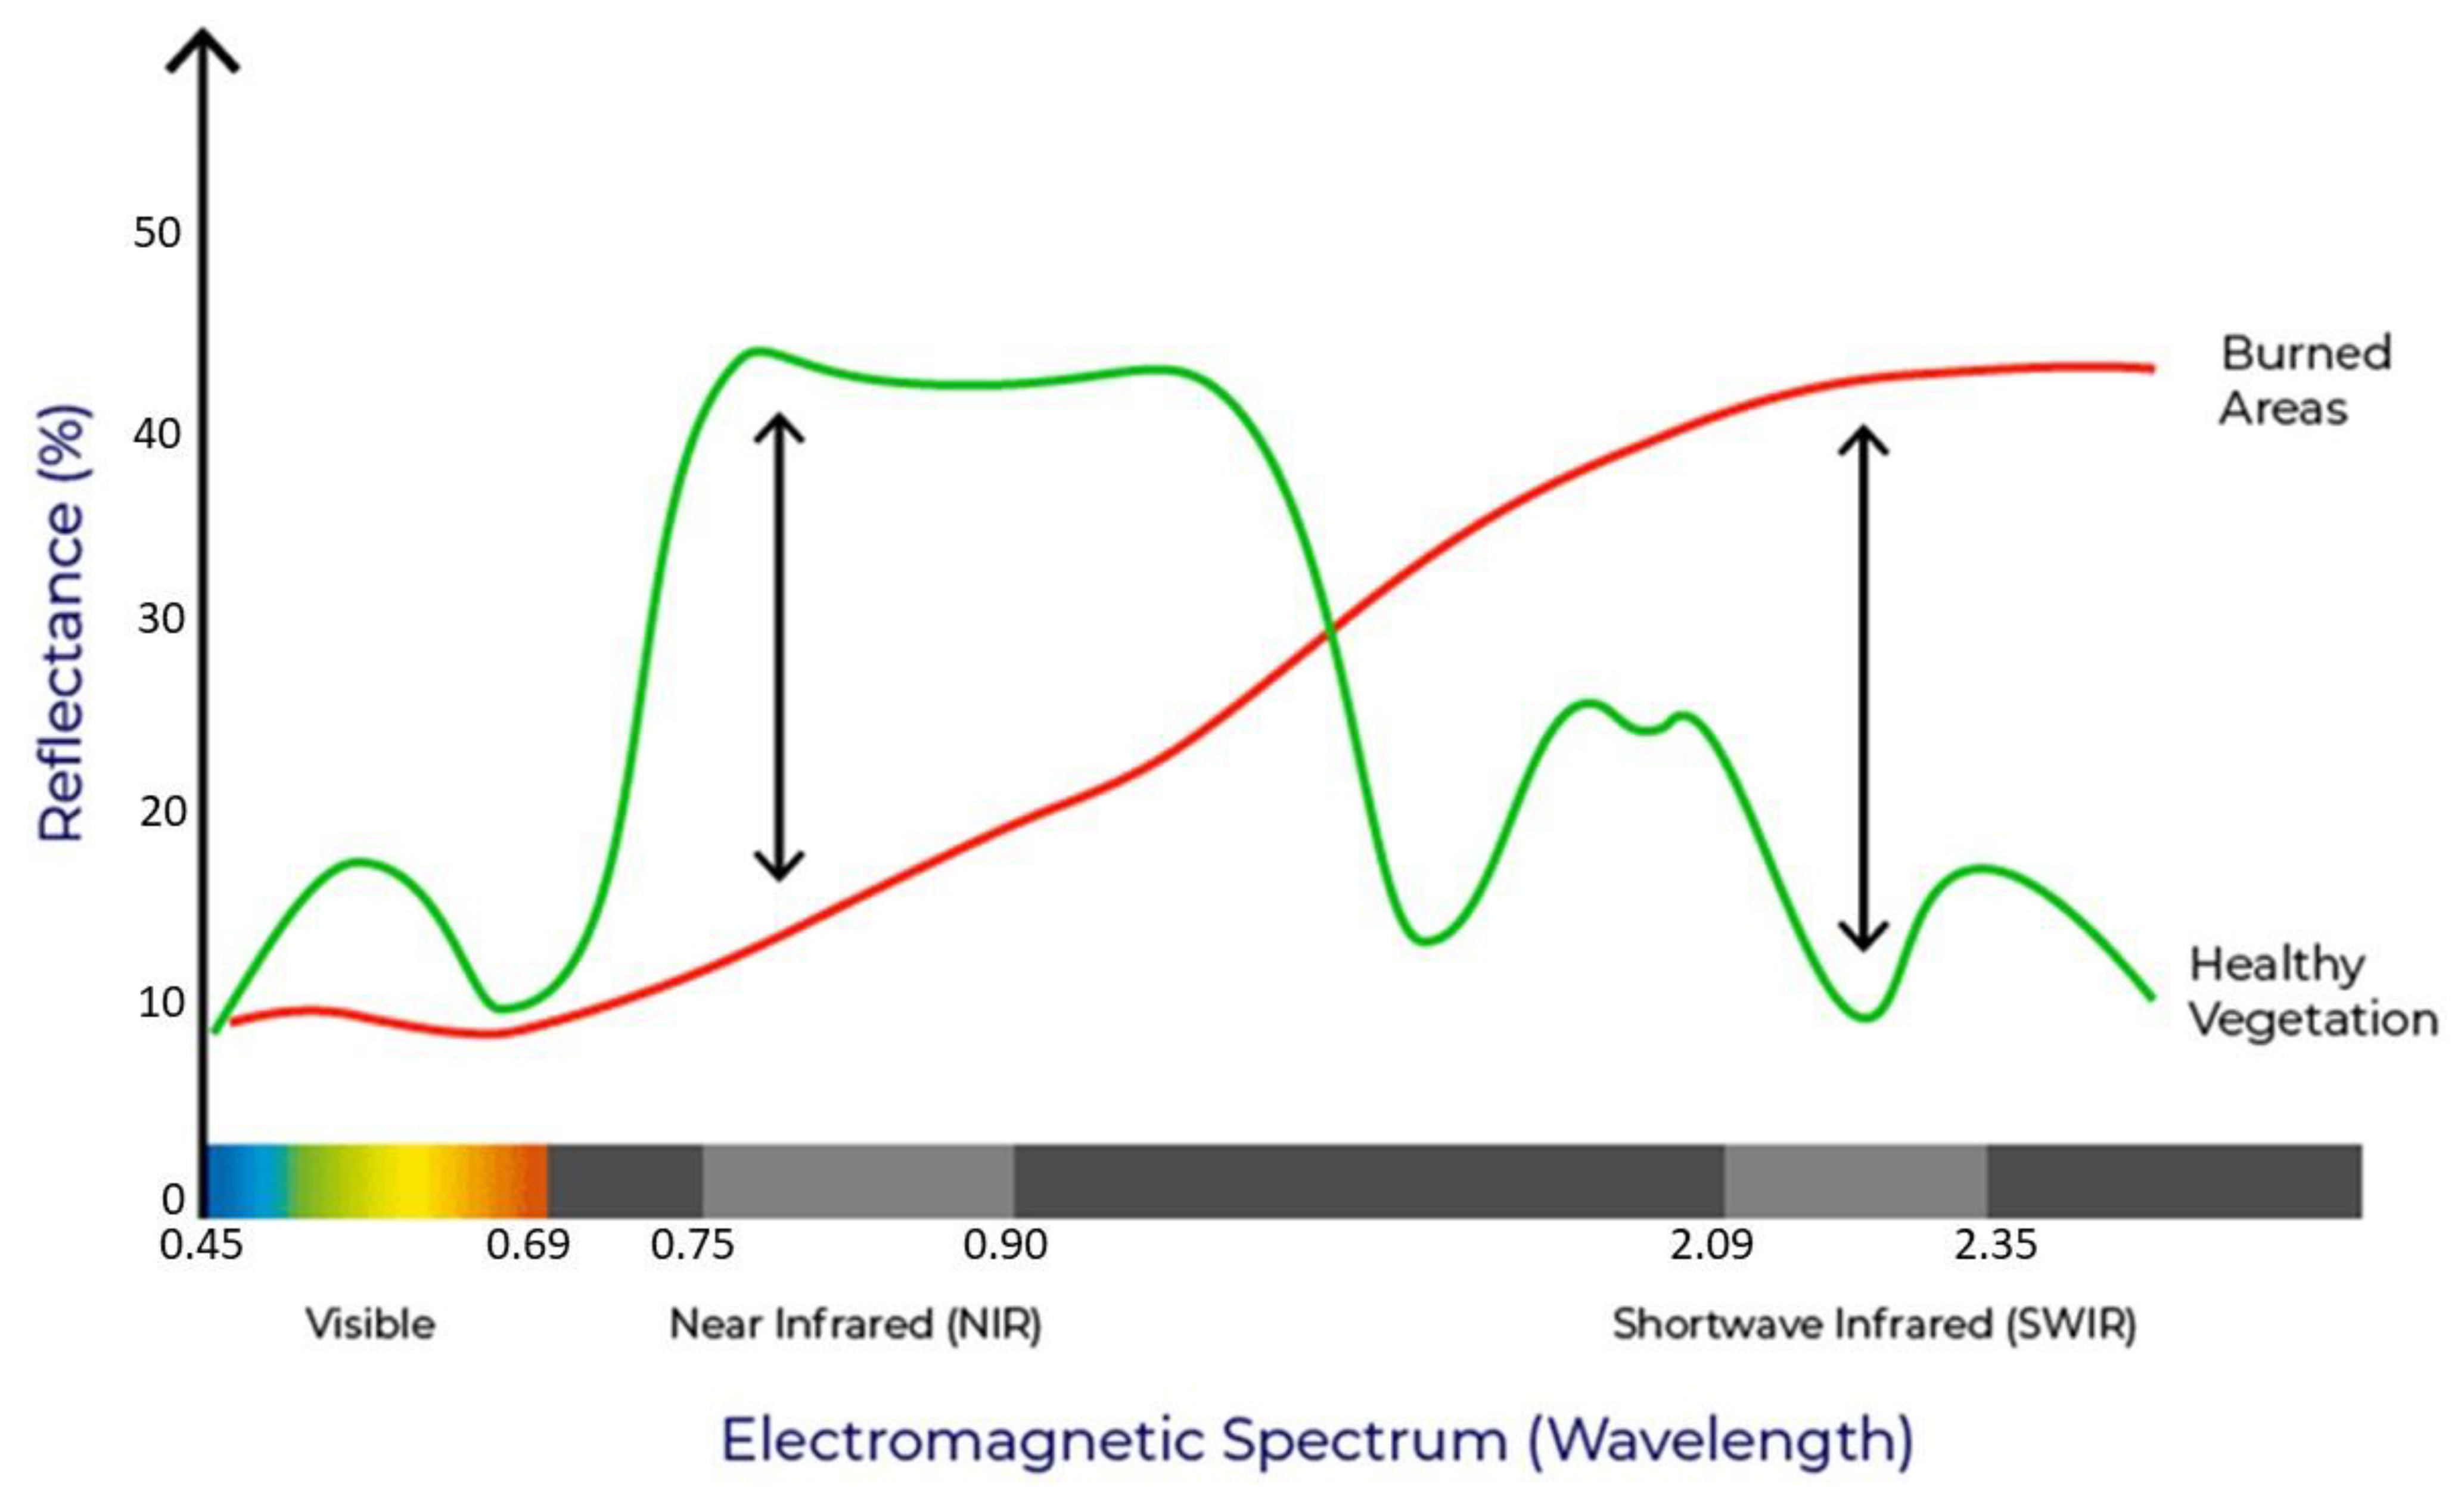 50
40
30
20
10
0
Reflectance (%)
Burned
Areas
Healthy
Vegetation
0.45 0.69 0.75 0.90 2.09 2.35
Visible Near Infrared (NIR) Shortwave Infrared (SWIR)
Electromagnetic Spectrum (Wavelength)